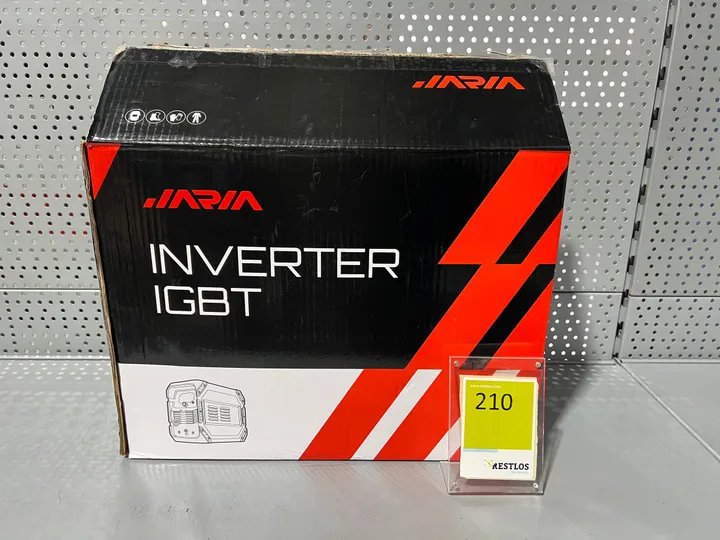 JARIA
JARIA
INVERTER
IGBT
210
RESTLOS